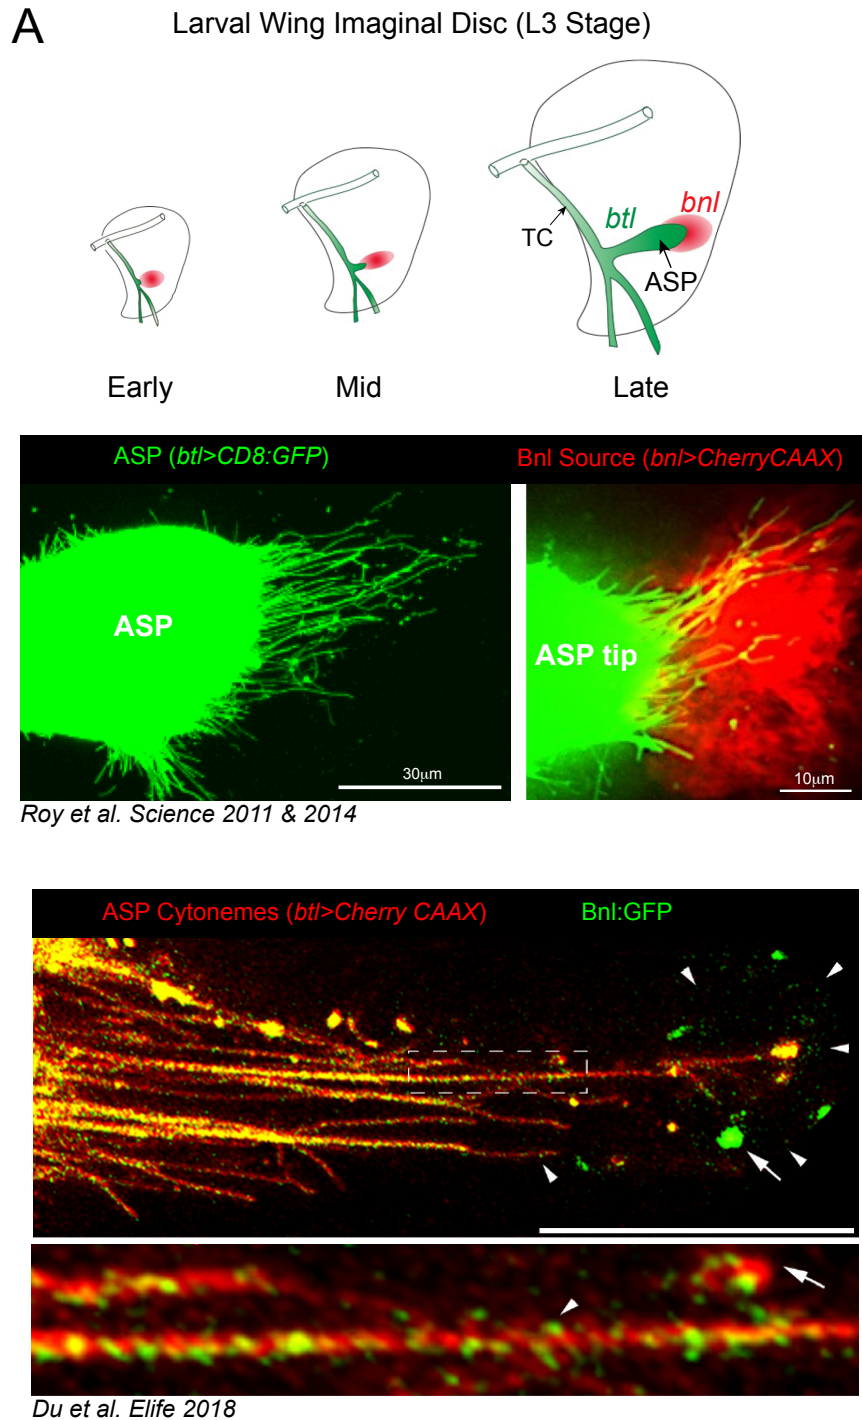 A
Larval Wing Imaginal Disc (L3 Stage)
bnl
btl
TC
ASP
Early
Mid
Late
ASP (btl>CD8:GFP)
Bnl Source (bnl>CherryCAAX)
ASP
ASP tip
30μm
10μm
Roy et al. Science 2011 & 2014
ASP Cytonemes (btl>Cherry CAAX)
Bnl:GFP
Du et al. Elife 2018